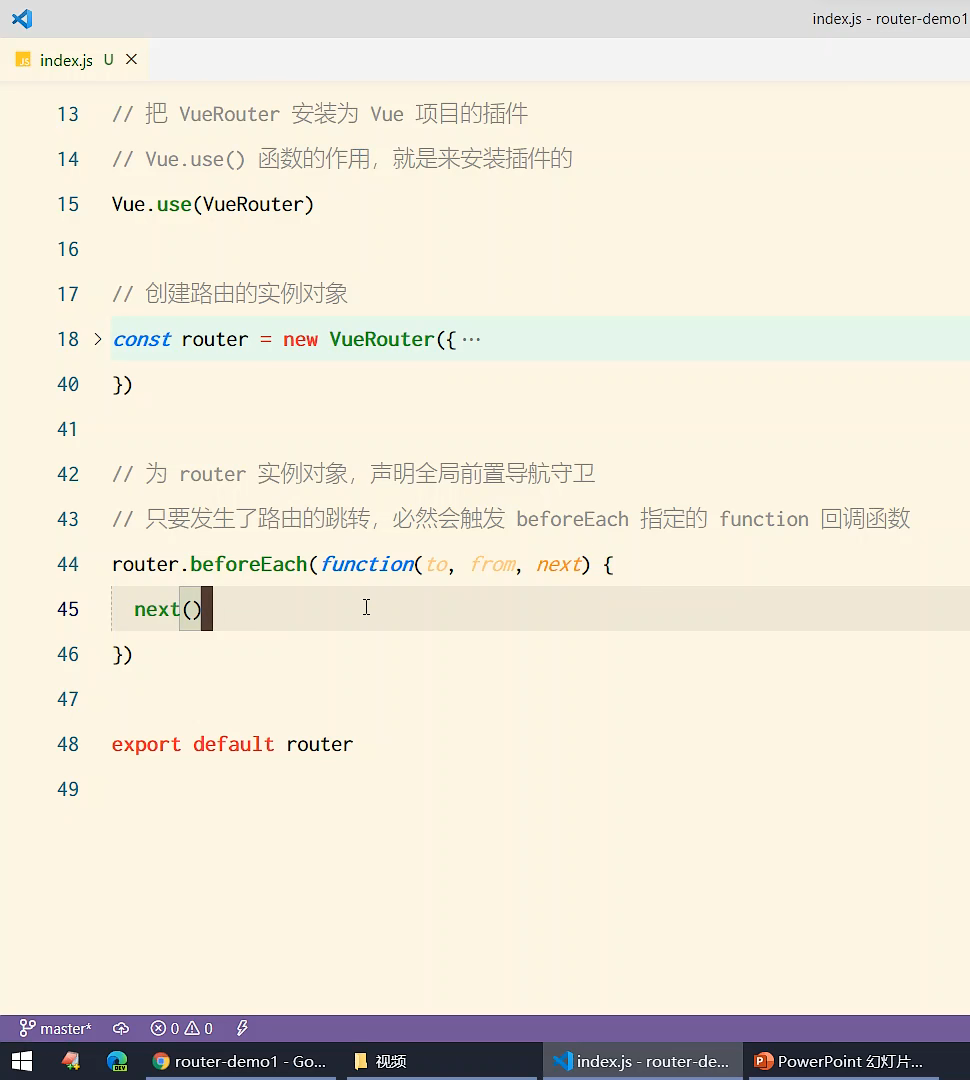 index.js - router-demo1
JS index.js U
13 // 把 VueRouter 安装为 Vue 项目的插件
14 // Vue.use() 函数的作用，就是来安装插件的
15 Vue.use(VueRouter)
16
17 // 创建路由的实例对象
18 const router = new VueRouter({ ···
40 })
41
42 // 为 router 实例对象，声明全局前置导航守卫
43 // 只要发生了路由的跳转，必然会触发 beforeEach 指定的 function 回调函数
44 router.beforeEach(function(to, from, next) {
45 next()
46 })
47
48 export default router
49
master* 0 0
DEV router-demo1 - Go... 视频 index.js - router-de... PowerPoint 幻灯片...